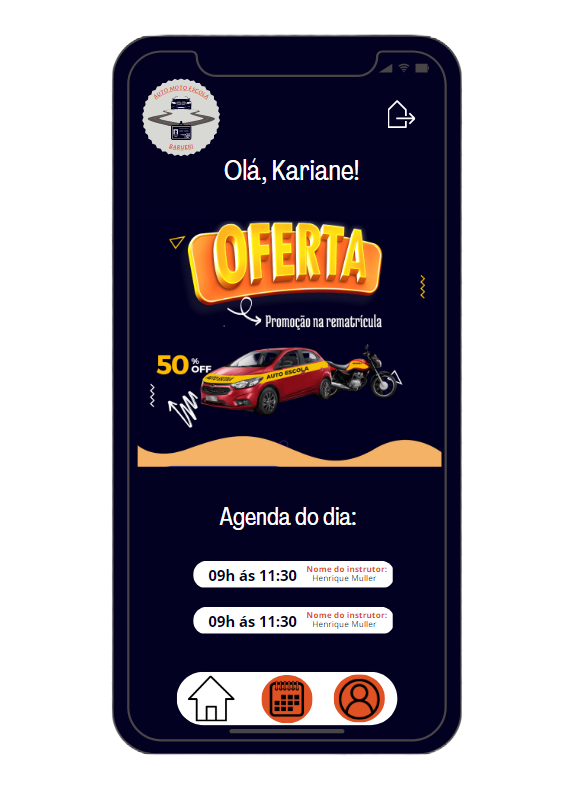 AUTO MOTO ESCOLA
BARUERI
Olá, Kariane!
OFERTA
Promoção na rematrícula
50% OFF
AUTO ESCOLA
Agenda do dia:
09h ás 11:30
Nome do instrutor:
Henrique Muller
09h ás 11:30
Nome do instrutor:
Henrique Muller